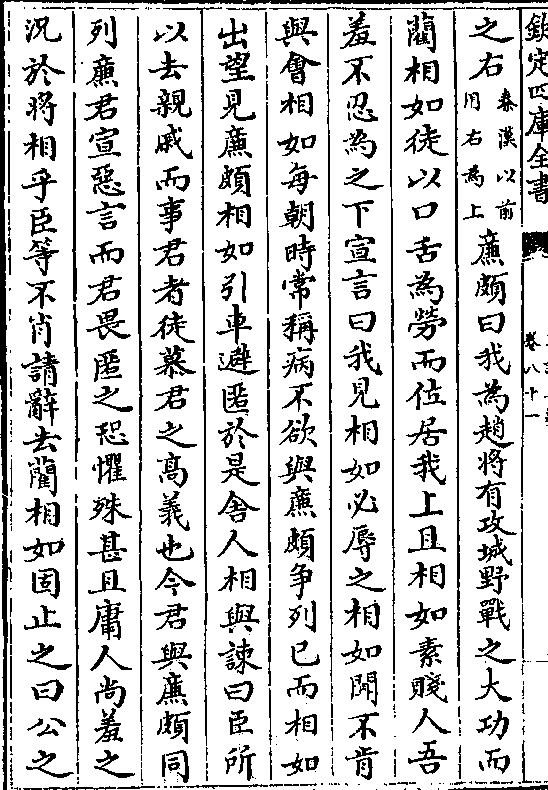 欽定四庫全書
卷八十一
之右秦漢以前用右為上廉頗曰我為趙將有攻城野戰之大功而
藺相如徒以口舌為勞而位居我上且相如素賤人吾
羞不忍為之下宣言曰我見相如必辱之相如聞不肯
與會相如每朝時常稱病不欲與廉頗争列已而相如
出望見廉頗相如引車避匿於是舍人相與諫曰臣所
以去親戚而事君者徒慕君之髙義也今君與廉頗同
列廉君宣惡言而君畏匿之恐懼殊甚且庸人尚羞之
況於將相乎臣等不肖請辭去藺相如固止之曰公之